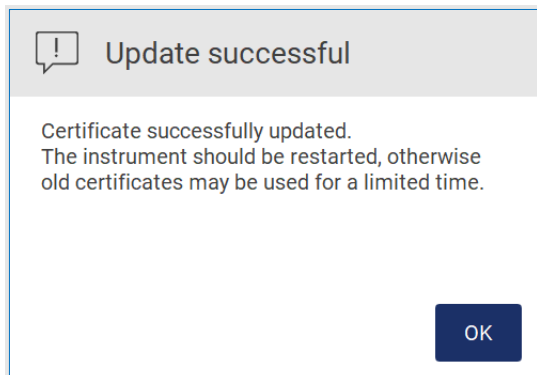 !
Update successful
Certificate successfully updated.
The instrument should be restarted, otherwise
old certificates may be used for a limited time.
OK